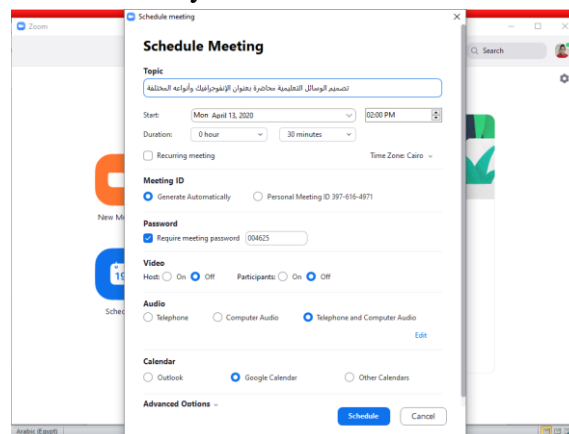 Schedule meeting
Zoom
Search
Schedule Meeting
Topic
تصميم الوسائل التعليمية محاضرة بعنوان الإنفوجرافيك وأنواعه المختلفة
Start: Mon April 13, 2020 02:00 PM
Duration: 0 hour 30 minutes
Recurring meeting Time Zone: Cairo
Meeting ID
Generate Automatically Personal Meeting ID 397-616-4971
Password
New M
Require meeting password 004625
Video
Host: On Off Participants: On Off
19
Audio
Sched
Telephone Computer Audio Telephone and Computer Audio
Edit
Calendar
Outlook Google Calendar Other Calendars
Advanced Options
Schedule Cancel
Arabic (Egypt)